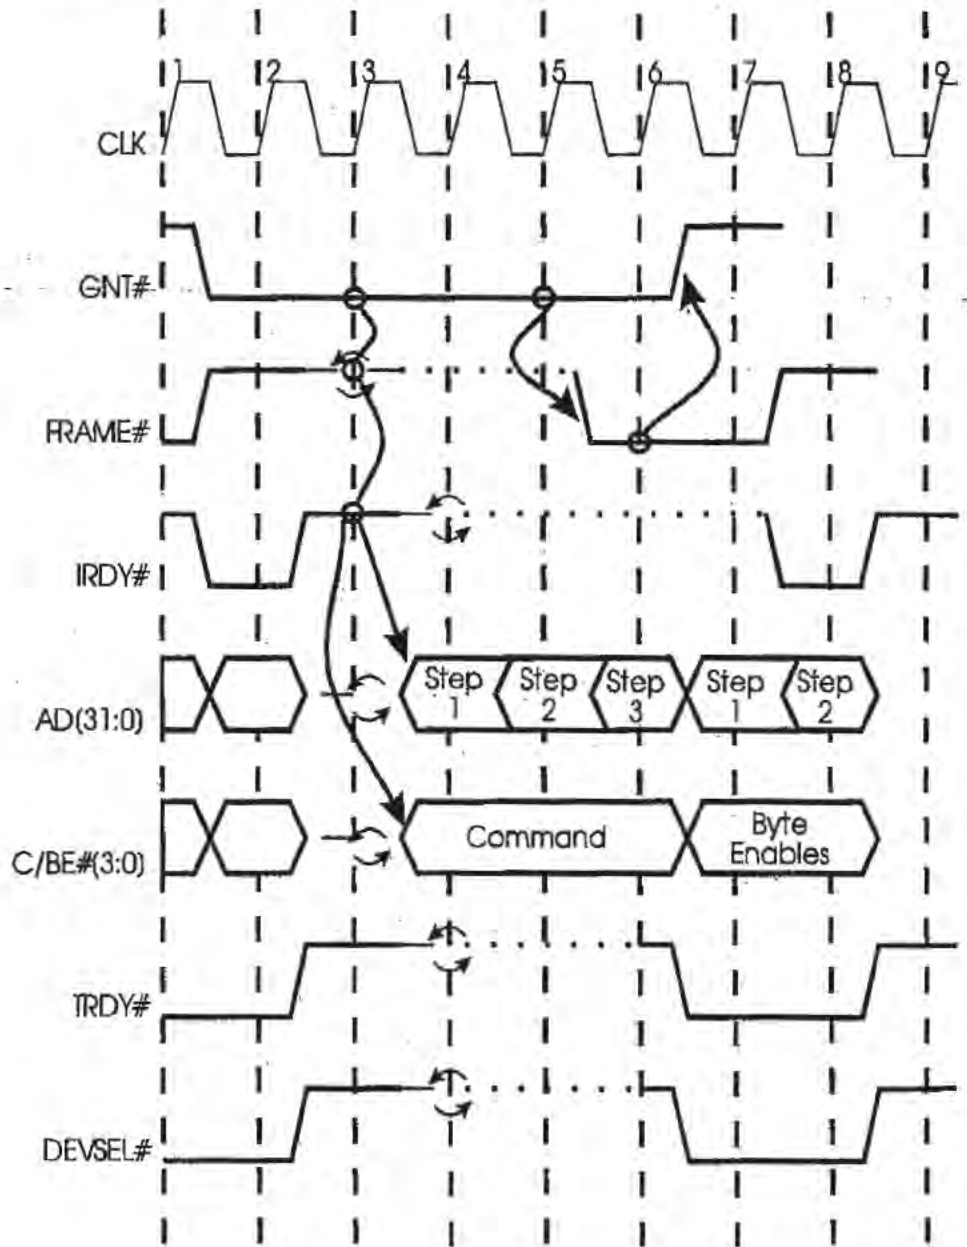 1 2 3 4 5 6 7 8 9
CLK
GNT#
FRAME#
IRDY#
AD(31:0)
Step 1
Step 2
Step 3
Step 1
Step 2
C/BE#(3:0)
Command
Byte
Enables
TRDY#
DEVSEL#